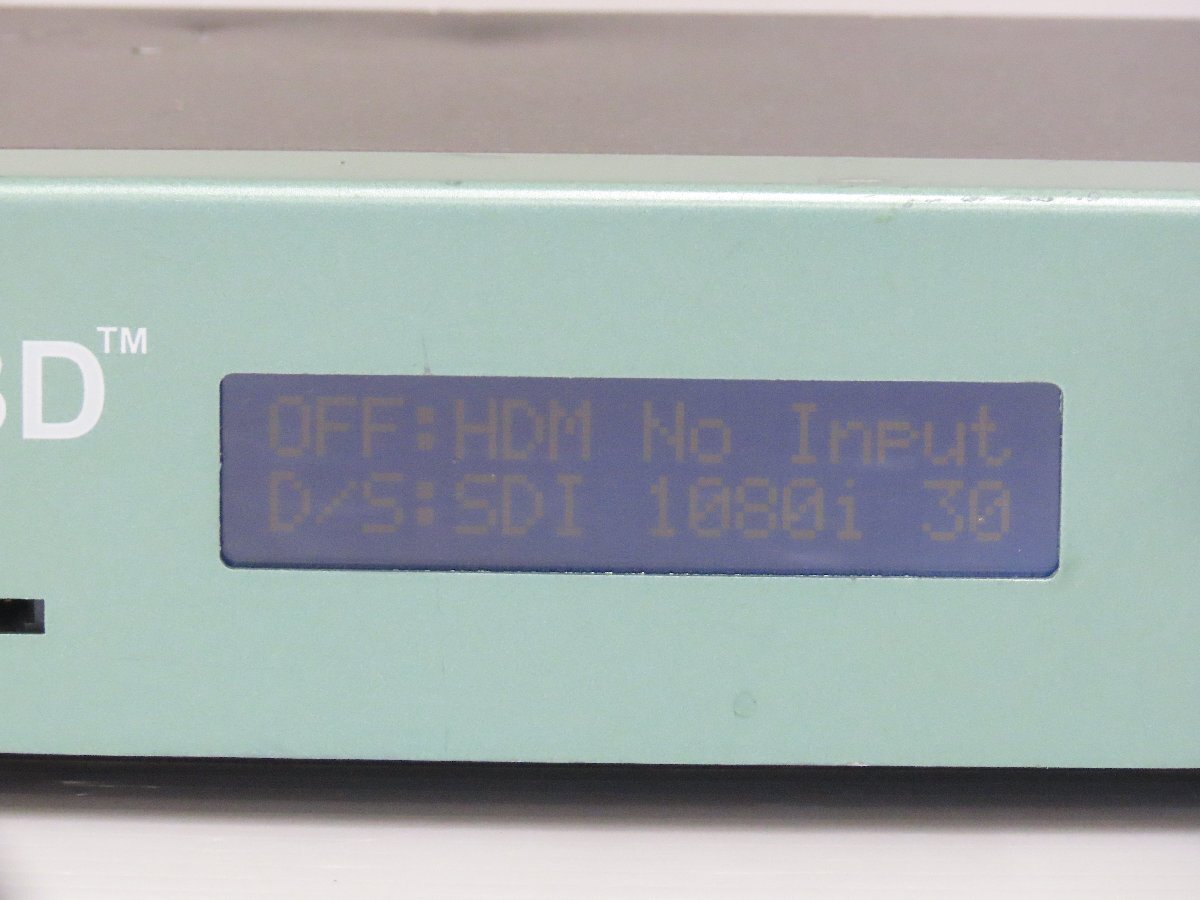 3D™
OFF:HDM No Input
D/S:SDI 1080i 30